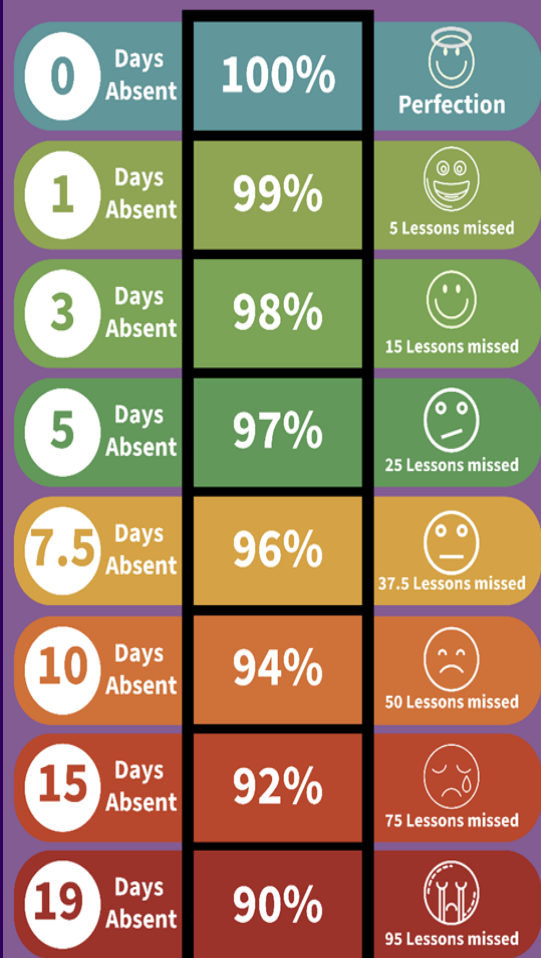 0 Days Absent 100% Perfection
1 Days Absent 99% 5 Lessons missed
3 Days Absent 98% 15 Lessons missed
5 Days Absent 97% 25 Lessons missed
7.5 Days Absent 96% 37.5 Lessons missed
10 Days Absent 94% 50 Lessons missed
15 Days Absent 92% 75 Lessons missed
19 Days Absent 90% 95 Lessons missed